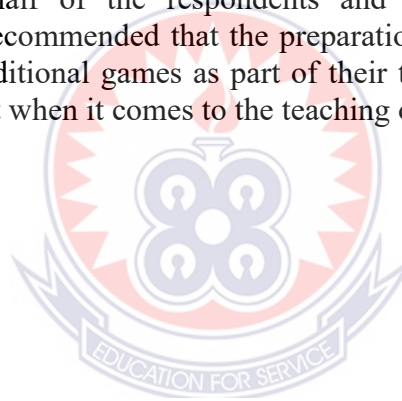 half of the respondents and
ecommended that the preparatio
ditional games as part of their t
when it comes to the teaching
EDUCATION FOR SERVICE